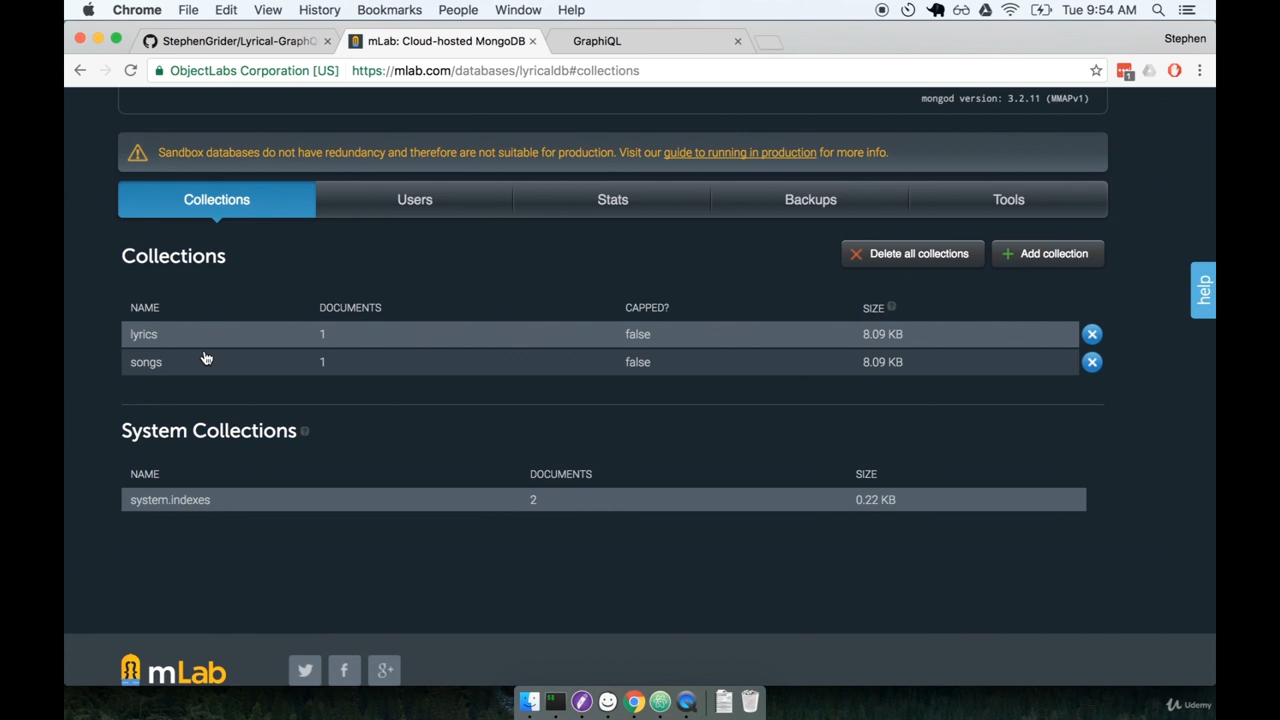 Chrome File Edit View History Bookmarks People Window Help Tue 9:54 AM
StephenGrider/Lyrical-GraphQ mLab: Cloud-hosted MongoDB GraphiQL Stephen
ObjectLabs Corporation [US] https://mlab.com/databases/lyricaldb#collections
1
mongod version: 3.2.11 (MMAPv1)
Sandbox databases do not have redundancy and therefore are not suitable for production. Visit our guide to running in production for more info.
Collections Users Stats Backups Tools
Collections Delete all collections Add collection
help
NAME DOCUMENTS CAPPED? SIZE ?
lyrics 1 false 8.09 KB
songs 1 false 8.09 KB
System Collections ?
NAME DOCUMENTS SIZE
system.indexes 2 0.22 KB
mLab
Udemy